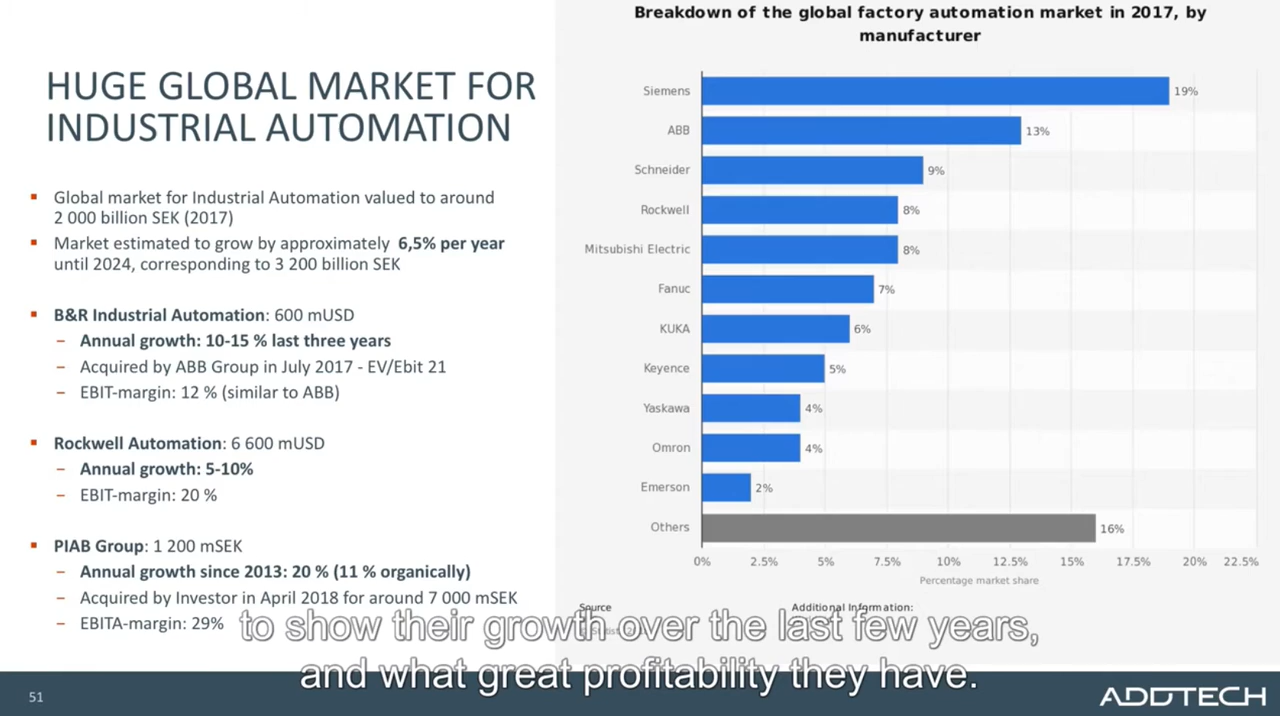 HUGE GLOBAL MARKET FOR
INDUSTRIAL AUTOMATION
▪ Global market for Industrial Automation valued to around
2 000 billion SEK (2017)
▪ Market estimated to grow by approximately 6,5% per year
until 2024, corresponding to 3 200 billion SEK
▪ B&R Industrial Automation: 600 mUSD
– Annual growth: 10-15 % last three years
– Acquired by ABB Group in July 2017 - EV/Ebit 21
– EBIT-margin: 12 % (similar to ABB)
▪ Rockwell Automation: 6 600 mUSD
– Annual growth: 5-10%
– EBIT-margin: 20 %
▪ PIAB Group: 1 200 mSEK
– Annual growth since 2013: 20 % (11 % organically)
– Acquired by Investor in April 2018 for around 7 000 mSEK
– EBITA-margin: 29%
Breakdown of the global factory automation market in 2017, by
manufacturer
Siemens 19%
ABB 13%
Schneider 9%
Rockwell 8%
Mitsubishi Electric 8%
Fanuc 7%
KUKA 6%
Keyence 5%
Yaskawa 4%
Omron 4%
Emerson 2%
Others 16%
0% 2.5% 5% 7.5% 10% 12.5% 15% 17.5% 20% 22.5%
Percentage market share
Source Additional Information:
to show their growth over the last few years,
and what great profitability they have.
51
ADDTECH